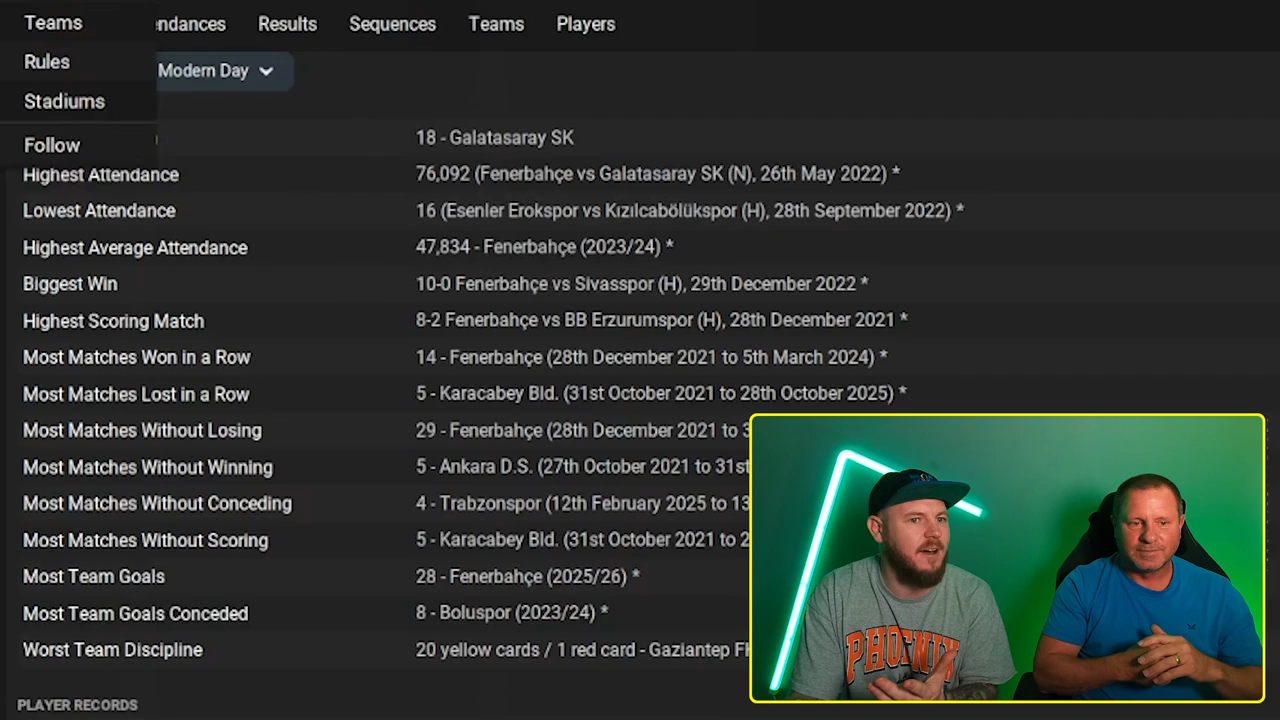 Teams
Rules
Stadiums
Follow
Results Sequences Teams Players
Modern Day
18 - Galatasaray SK
Highest Attendance 76,092 (Fenerbahçe vs Galatasaray SK (N), 26th May 2022) *
Lowest Attendance 16 (Esenler Erokspor vs Kızılcabölükspor (H), 28th September 2022) *
Highest Average Attendance 47,834 - Fenerbahçe (2023/24) *
Biggest Win 10-0 Fenerbahçe vs Sivasspor (H), 29th December 2022 *
Highest Scoring Match 8-2 Fenerbahçe vs BB Erzurumspor (H), 28th December 2021 *
Most Matches Won in a Row 14 - Fenerbahçe (28th December 2021 to 5th March 2024) *
Most Matches Lost in a Row 5 - Karacabey Bld. (31st October 2021 to 28th October 2025) *
Most Matches Without Losing 29 - Fenerbahçe (28th December 2021 to 3
Most Matches Without Winning 5 - Ankara D.S. (27th October 2021 to 31st
Most Matches Without Conceding 4 - Trabzonspor (12th February 2025 to 13
Most Matches Without Scoring 5 - Karacabey Bld. (31st October 2021 to 2
Most Team Goals 28 - Fenerbahçe (2025/26) *
Most Team Goals Conceded 8 - Boluspor (2023/24) *
Worst Team Discipline 20 yellow cards / 1 red card - Gaziantep F
PLAYER RECORDS
PHOENIX